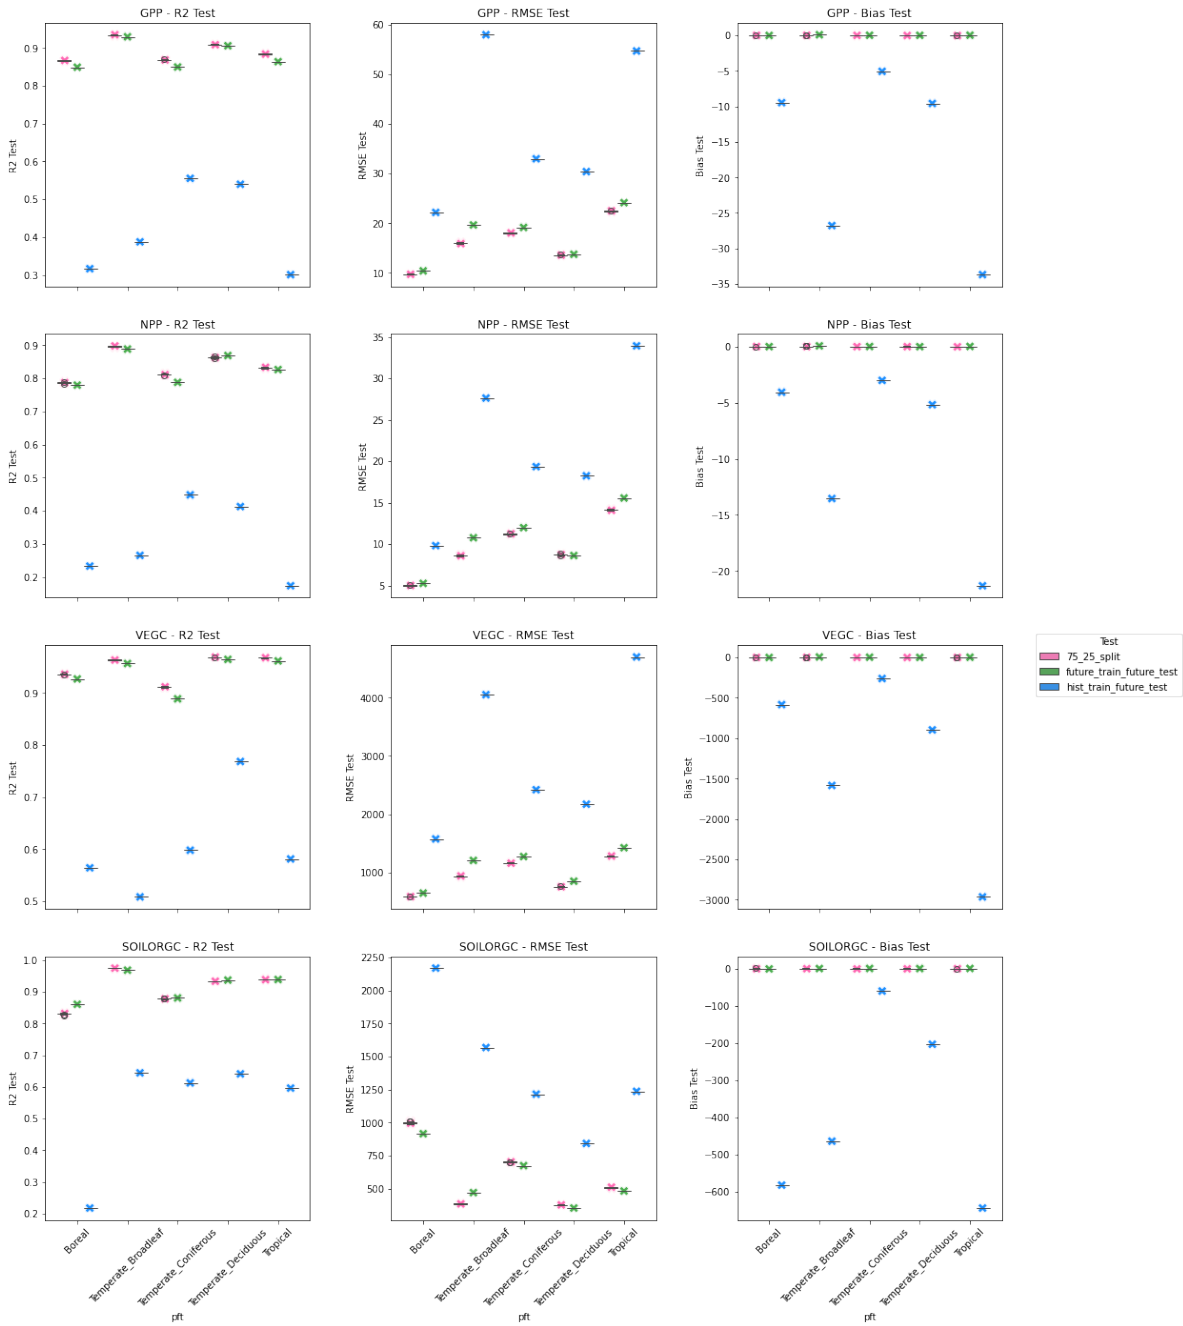 GPP - R2 Test
GPP - RMSE Test
GPP - Bias Test
R2 Test
0.9
0.8
0.7
0.6
0.5
0.4
0.3
RMSE Test
60
50
40
30
20
10
Bias Test
0
−5
−10
−15
−20
−25
−30
−35
NPP - R2 Test
NPP - RMSE Test
NPP - Bias Test
R2 Test
0.9
0.8
0.7
0.6
0.5
0.4
0.3
0.2
RMSE Test
35
30
25
20
15
10
5
Bias Test
0
−5
−10
−15
−20
VEGC - R2 Test
VEGC - RMSE Test
VEGC - Bias Test
R2 Test
0.9
0.8
0.7
0.6
0.5
RMSE Test
4000
3000
2000
1000
Bias Test
0
−500
−1000
−1500
−2000
−2500
−3000
Test
75_25_split
future_train_future_test
hist_train_future_test
SOILORGC - R2 Test
SOILORGC - RMSE Test
SOILORGC - Bias Test
R2 Test
1.0
0.9
0.8
0.7
0.6
0.5
0.4
0.3
0.2
RMSE Test
2250
2000
1750
1500
1250
1000
750
500
Bias Test
0
−100
−200
−300
−400
−500
−600
Boreal
Temperate_Broadleaf
Temperate_Coniferous
Temperate_Deciduous
Tropical
pft
Boreal
Temperate_Broadleaf
Temperate_Coniferous
Temperate_Deciduous
Tropical
pft
Boreal
Temperate_Broadleaf
Temperate_Coniferous
Temperate_Deciduous
Tropical
pft